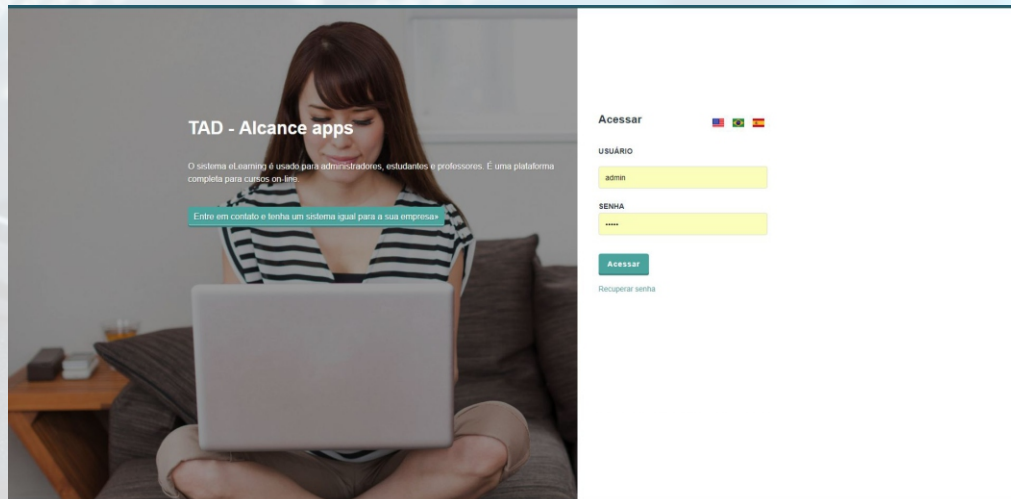 TAD - Alcance apps
O sistema eLearning é usado para administradores, estudantes e professores. É uma plataforma
completa para cursos on-line.
Entre em contato e tenha um sistema igual para a sua empresa»
Acessar
USUÁRIO
admin
SENHA
•••••
Acessar
Recuperar senha